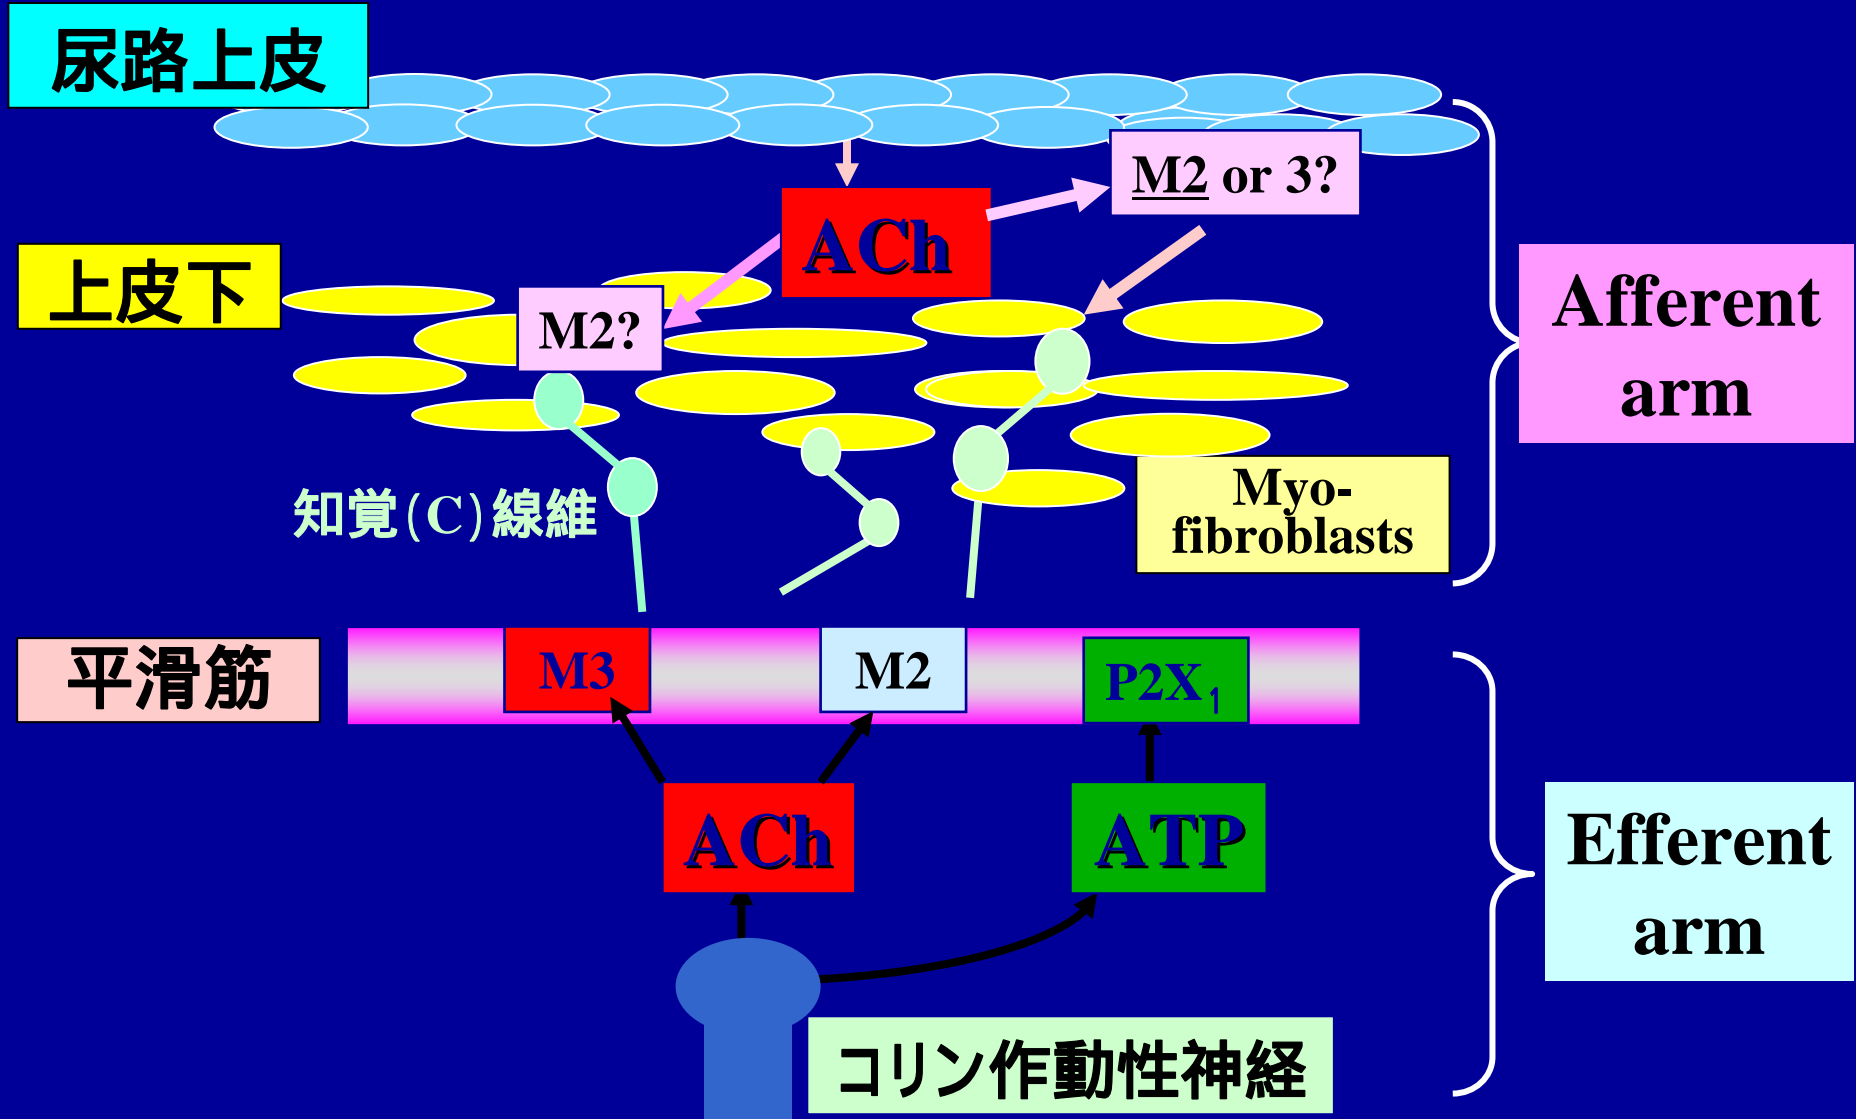 尿路上皮
M2 or 3?
ACh
上皮下
M2?
Afferent
arm
知覚(C)線維
Myo-
fibroblasts
平滑筋
M3
M2
P2X1
ACh
ATP
Efferent
arm
コリン作動性神経